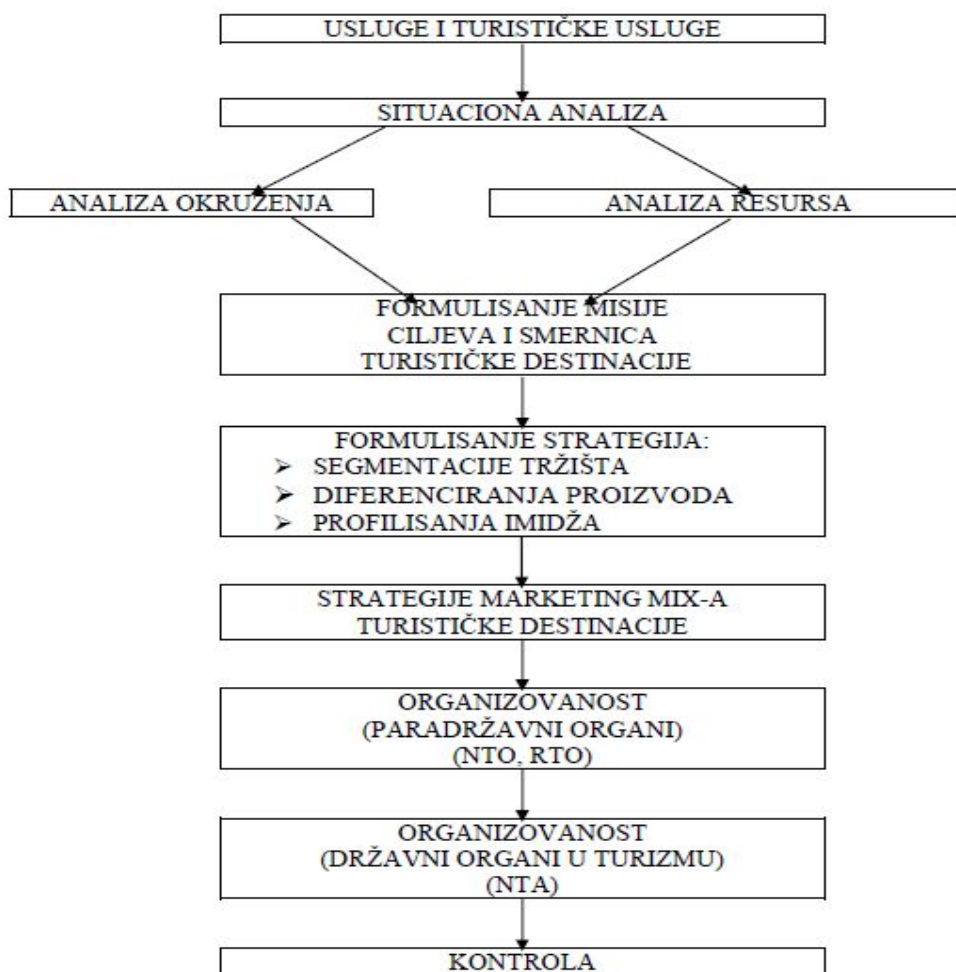 USLUGE I TURISTIČKE USLUGE
SITUACIONA ANALIZA
ANALIZA OKRUŽENJA
ANALIZA RESURSA
FORMULISANJE MISIJE
CILJEVA I SMERNICA
TURISTIČKE DESTINACIJE
FORMULISANJE STRATEGIJA:
➢ SEGMENTACIJE TRŽIŠTA
➢ DIFERENCIRANJA PROIZVODA
➢ PROFILISANJA IMIDŽA
STRATEGIJE MARKETING MIX-A
TURISTIČKE DESTINACIJE
ORGANIZOVANOST
(PARADRŽAVNI ORGANI)
(NTO, RTO)
ORGANIZOVANOST
(DRŽAVNI ORGANI U TURIZMU)
(NTA)
KONTROLA